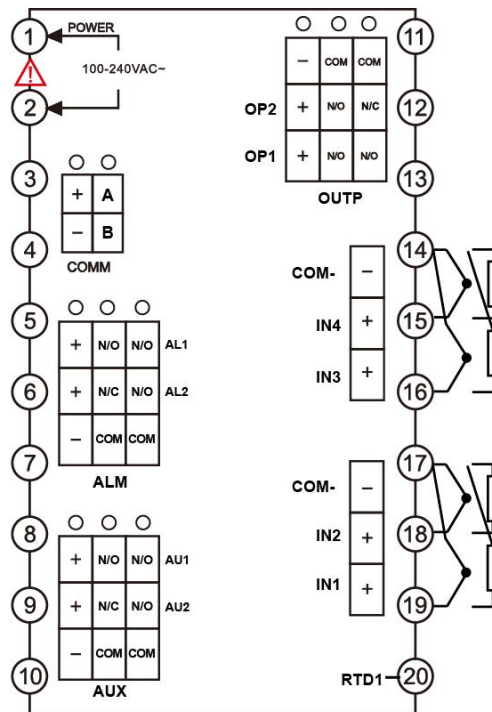 1 POWER
100-240VAC~
2
3
+ A
- B
COMM
4
5
+ N/O N/O AL1
6
+ N/C N/O AL2
- COM COM
7
ALM
8
+ N/O N/O AU1
9
+ N/C N/O AU2
- COM COM
10
AUX
11
- COM COM
OP2 + N/O N/C 12
OP1 + N/O N/O
13
OUTP
14
COM- -
IN4 + 15
IN3 +
16
17
COM- -
IN2 + 18
IN1 +
19
RTD1 20